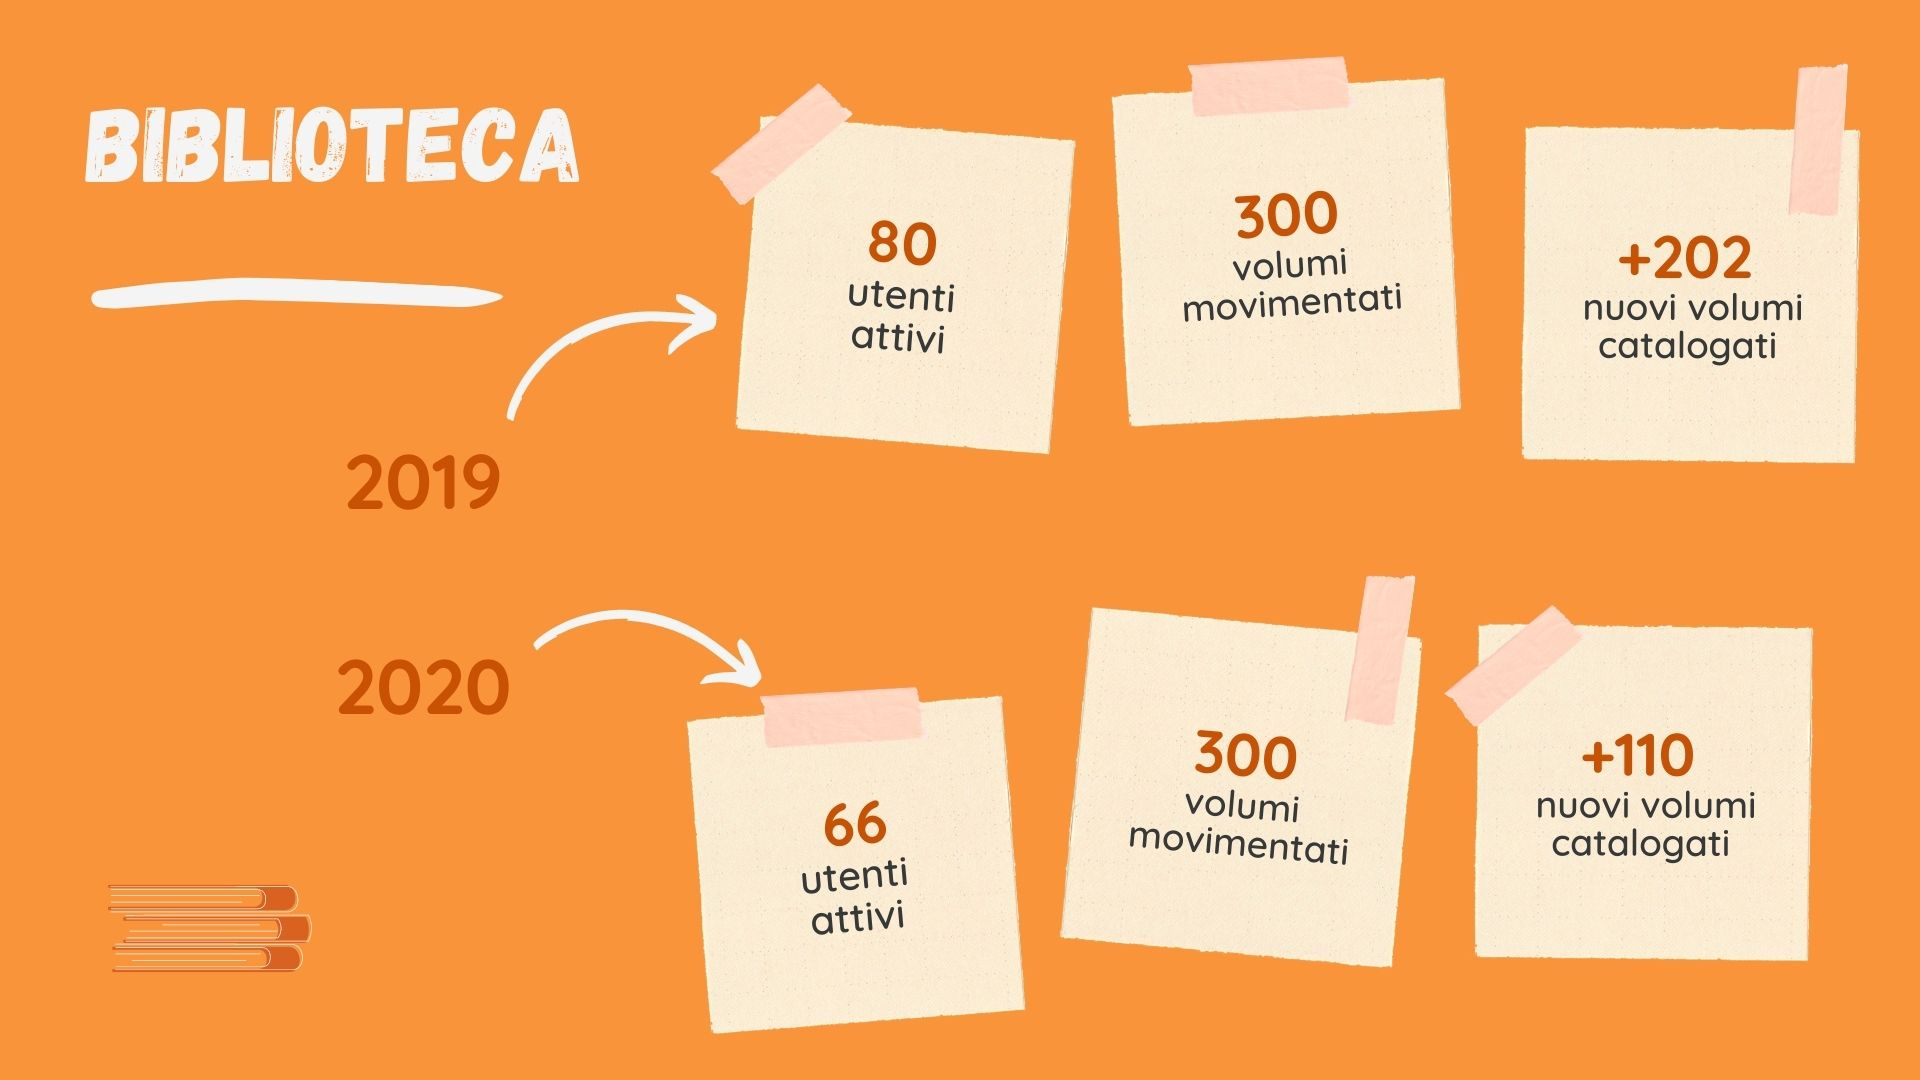 BIBLIOTECA
2019
80
utenti
attivi
300
volumi
movimentati
+202
nuovi volumi
catalogati
2020
66
utenti
attivi
300
volumi
movimentati
+110
nuovi volumi
catalogati